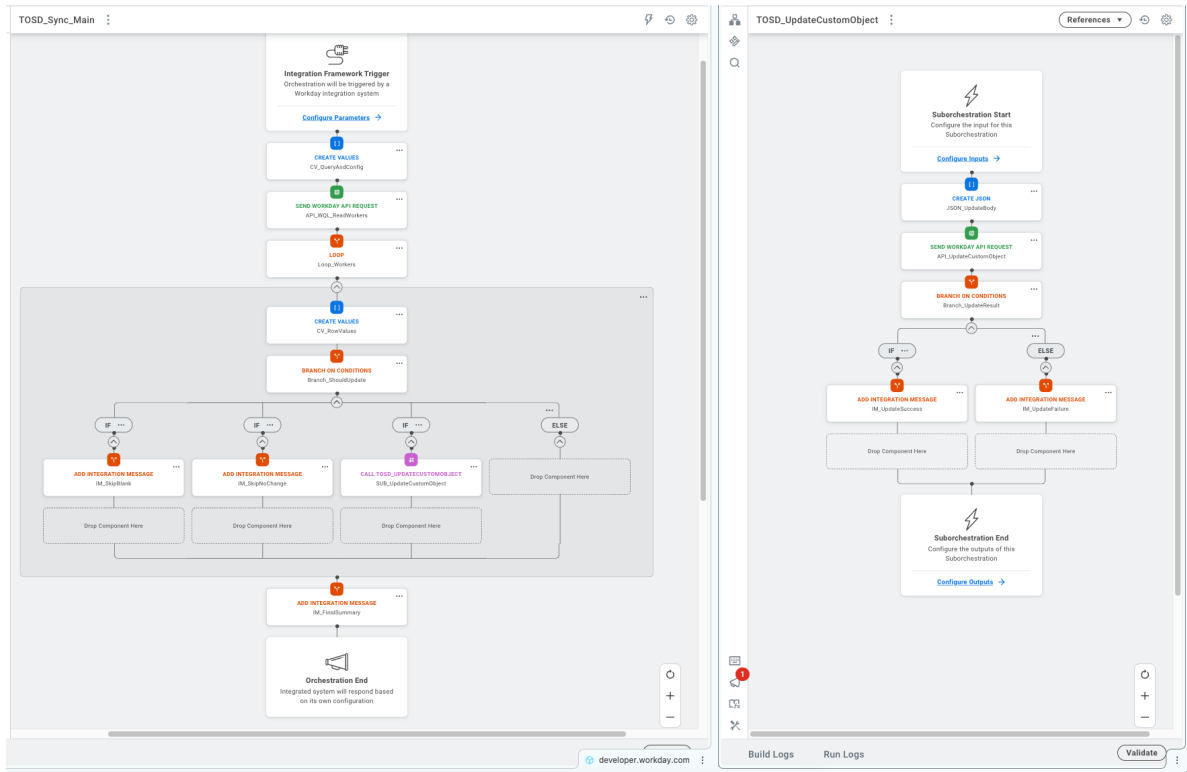 TOSD_Sync_Main
Integration Framework Trigger
Orchestration will be triggered by a
Workday integration system
Configure Parameters
CREATE VALUES
CV_QueryAndConfig
SEND WORKDAY API REQUEST
API_WQL_ReadWorkers
LOOP
Loop_Workers
CREATE VALUES
CV_RowValues
BRANCH ON CONDITIONS
Branch_ShouldUpdate
IF
IF
IF
ELSE
ADD INTEGRATION MESSAGE
IM_SkipBlank
ADD INTEGRATION MESSAGE
IM_SkipNoChange
CALL TOSD_UPDATECUSTOMOBJECT
SUB_UpdateCustomObject
Drop Component Here
Drop Component Here
Drop Component Here
Drop Component Here
ADD INTEGRATION MESSAGE
IM_FinalSummary
Orchestration End
Integrated system will respond based
on its own configuration
developer.workday.com
TOSD_UpdateCustomObject
References
Suborchestration Start
Configure the input for this
Suborchestration
Configure Inputs
CREATE JSON
JSON_UpdateBody
SEND WORKDAY API REQUEST
API_UpdateCustomObject
BRANCH ON CONDITIONS
Branch_UpdateResult
IF
ELSE
ADD INTEGRATION MESSAGE
IM_UpdateSuccess
ADD INTEGRATION MESSAGE
IM_UpdateFailure
Drop Component Here
Drop Component Here
Suborchestration End
Configure the outputs of this
Suborchestration
Configure Outputs
1
Build Logs
Run Logs
Validate